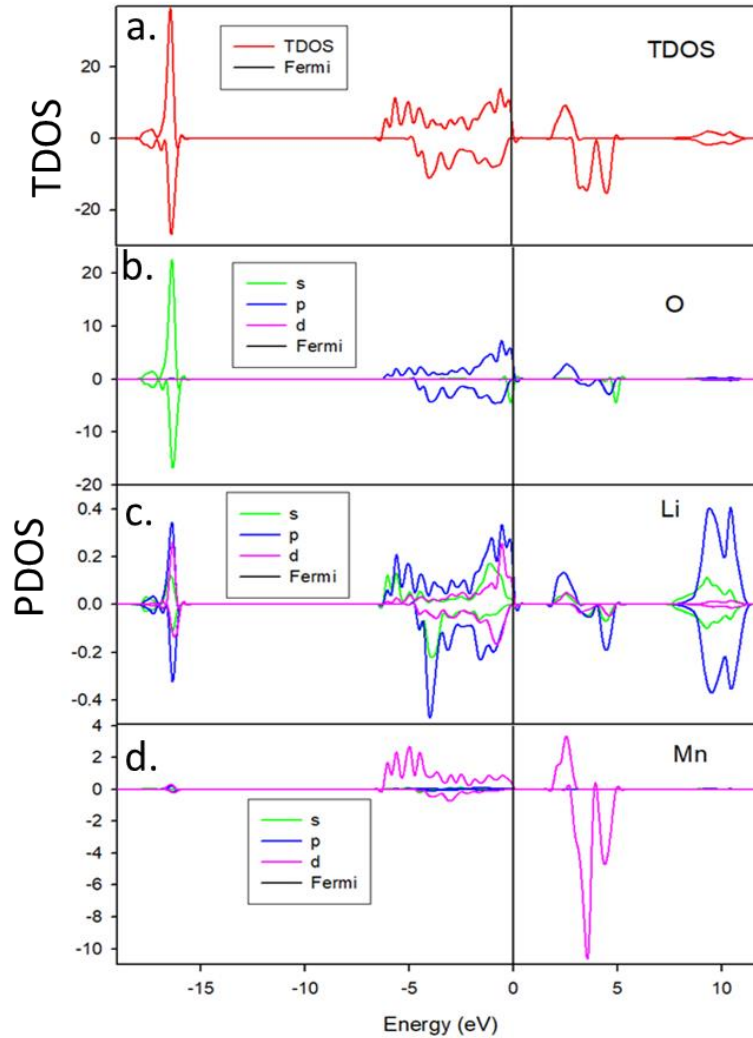 a.
TDOS
Fermi
TDOS
TDOS
20
0
-20
b.
s
p
d
Fermi
O
20
10
0
-10
-20
PDOS
c.
s
p
d
Fermi
Li
0.4
0.2
0.0
-0.2
-0.4
d.
Mn
4
2
0
-2
-4
-6
-8
-10
s
p
d
Fermi
-15
-10
-5
0
5
10
Energy (eV)